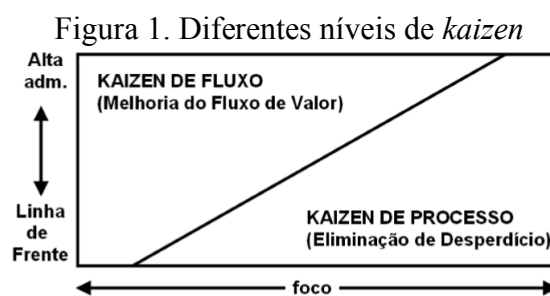 Figura 1. Diferentes níveis de kaizen
Alta
adm.
KAIZEN DE FLUXO
(Melhoria do Fluxo de Valor)
Linha
de
Frente
KAIZEN DE PROCESSO
(Eliminação de Desperdício)
foco